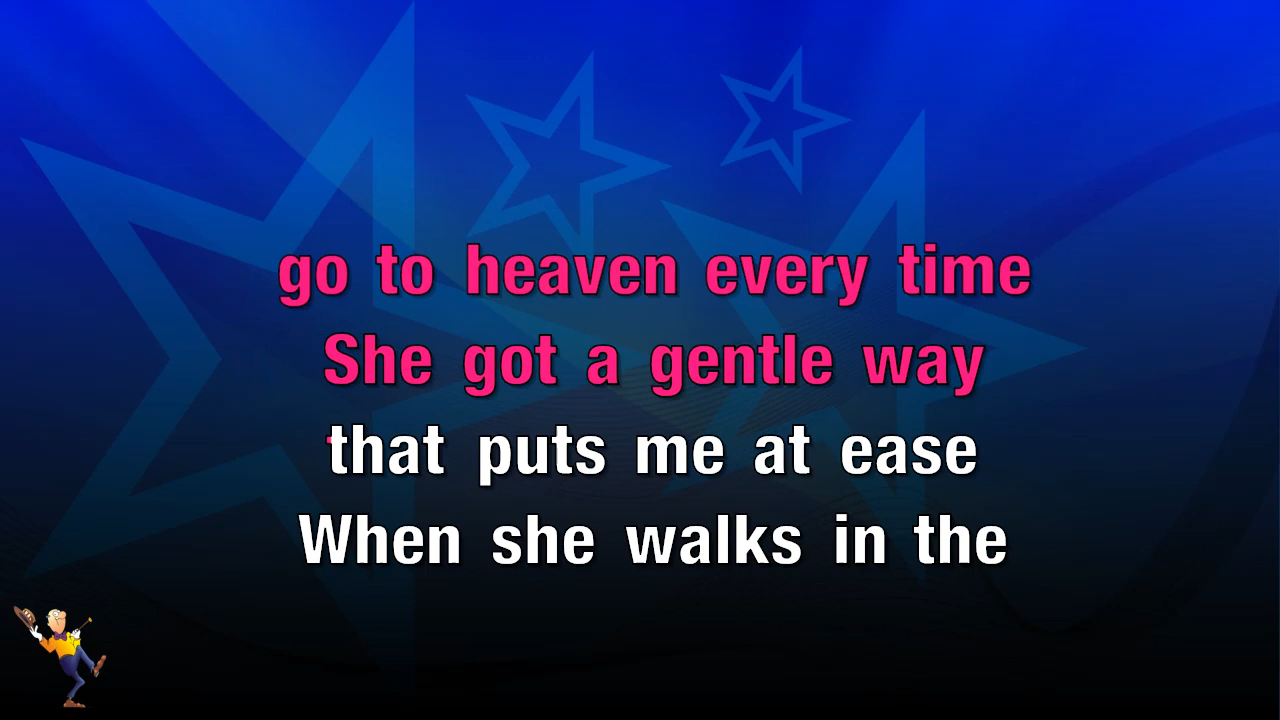 go to heaven every time
She got a gentle way
that puts me at ease
When she walks in the